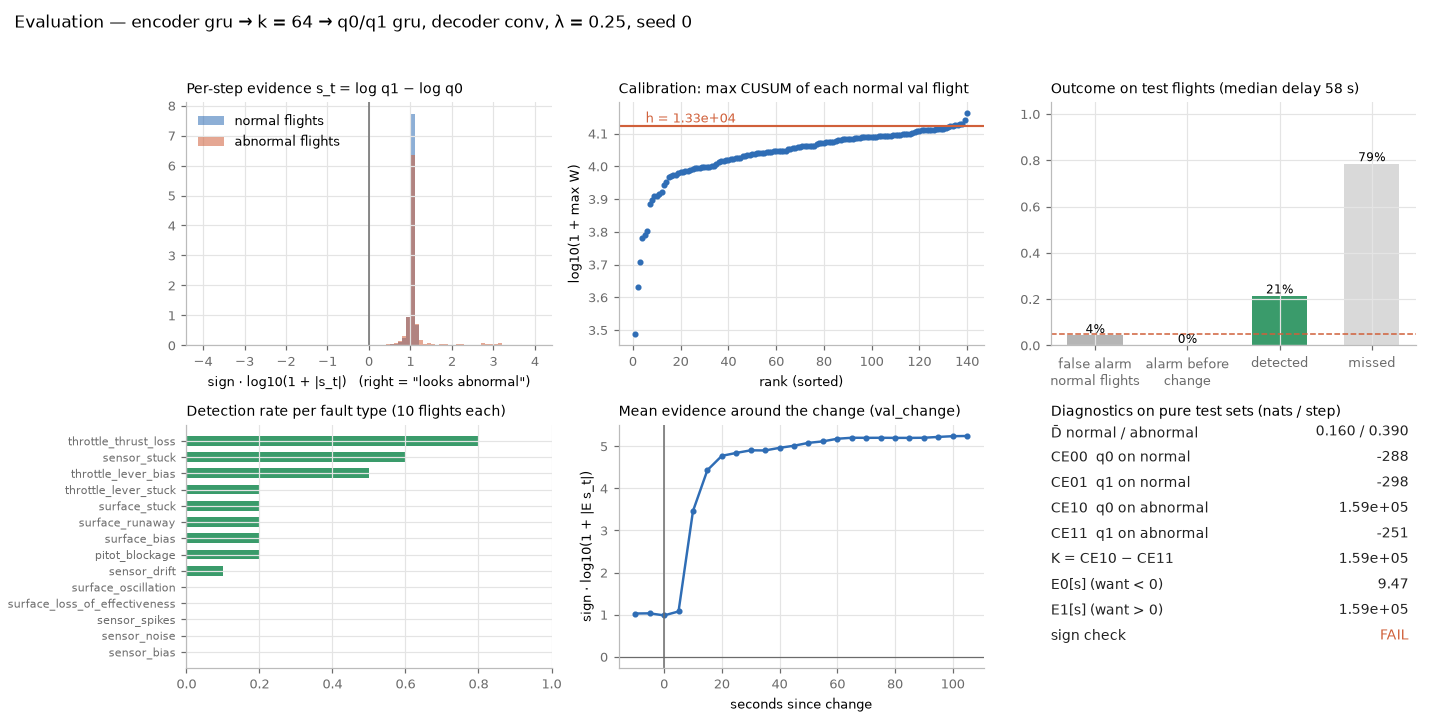 Evaluation — encoder gru → k = 64 → q0/q1 gru, decoder conv, λ = 0.25, seed 0
Per-step evidence s_t = log q1 − log q0
8
7
6
5
4
3
2
1
0
normal flights
abnormal flights
−4
−3
−2
−1
0
1
2
3
4
sign · log10(1 + |s_t|)   (right = "looks abnormal")
Calibration: max CUSUM of each normal val flight
h = 1.33e+04
log10(1 + max W)
4.1
4.0
3.9
3.8
3.7
3.6
3.5
0
20
40
60
80
100
120
140
rank (sorted)
Outcome on test flights (median delay 58 s)
1.0
0.8
0.6
0.4
0.2
0.0
4%
0%
21%
79%
false alarm
normal flights
alarm before
change
detected
missed
Detection rate per fault type (10 flights each)
throttle_thrust_loss
sensor_stuck
throttle_lever_bias
throttle_lever_stuck
surface_stuck
surface_runaway
surface_bias
pitot_blockage
sensor_drift
surface_oscillation
surface_loss_of_effectiveness
sensor_spikes
sensor_noise
sensor_bias
0.0
0.2
0.4
0.6
0.8
1.0
Mean evidence around the change (val_change)
sign · log10(1 + |E s_t|)
5
4
3
2
1
0
0
20
40
60
80
100
seconds since change
Diagnostics on pure test sets (nats / step)
D̄ normal / abnormal 0.160 / 0.390
CE00  q0 on normal -288
CE01  q1 on normal -298
CE10  q0 on abnormal 1.59e+05
CE11  q1 on abnormal -251
K = CE10 − CE11 1.59e+05
E0[s] (want < 0) 9.47
E1[s] (want > 0) 1.59e+05
sign check FAIL